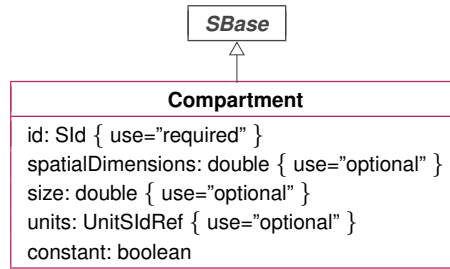 SBase
Compartment
id: SId { use=”required” }
spatialDimensions: double { use=”optional” }
size: double { use=”optional” }
units: UnitSIdRef { use=”optional” }
constant: boolean